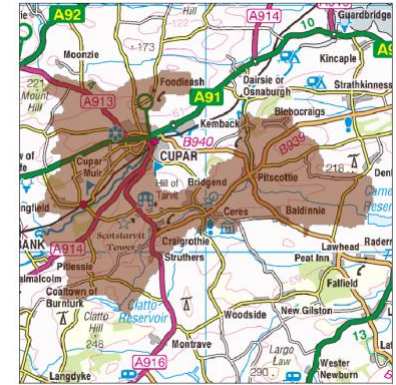 A92
A914
10
Guardbridge
Moonzie
173
A9
Foodieash
Kincaple
221
Mount
Hill
A913
A91
Dairsie or
Osnaburgh
Strathkinness
Kemback
Blebocraigs
B940
B939
CUPAR
Cupar
Muir
Hill of
Tarvit
Bridgend
Pitscottie
218
Scotstarvit
Tower
Ceres
Baldinnie
A914
Craigrothie
Lawhead
Pitlessie
Struthers
Peat Inn
Coaltown of
Burnturk
Clatto
Reservoir
Falfield
Clatto
Hill
248
Woodside
New Gilston
Largo
Law
13
Montrave
290
Langdyke
A916
Wester
Newburn